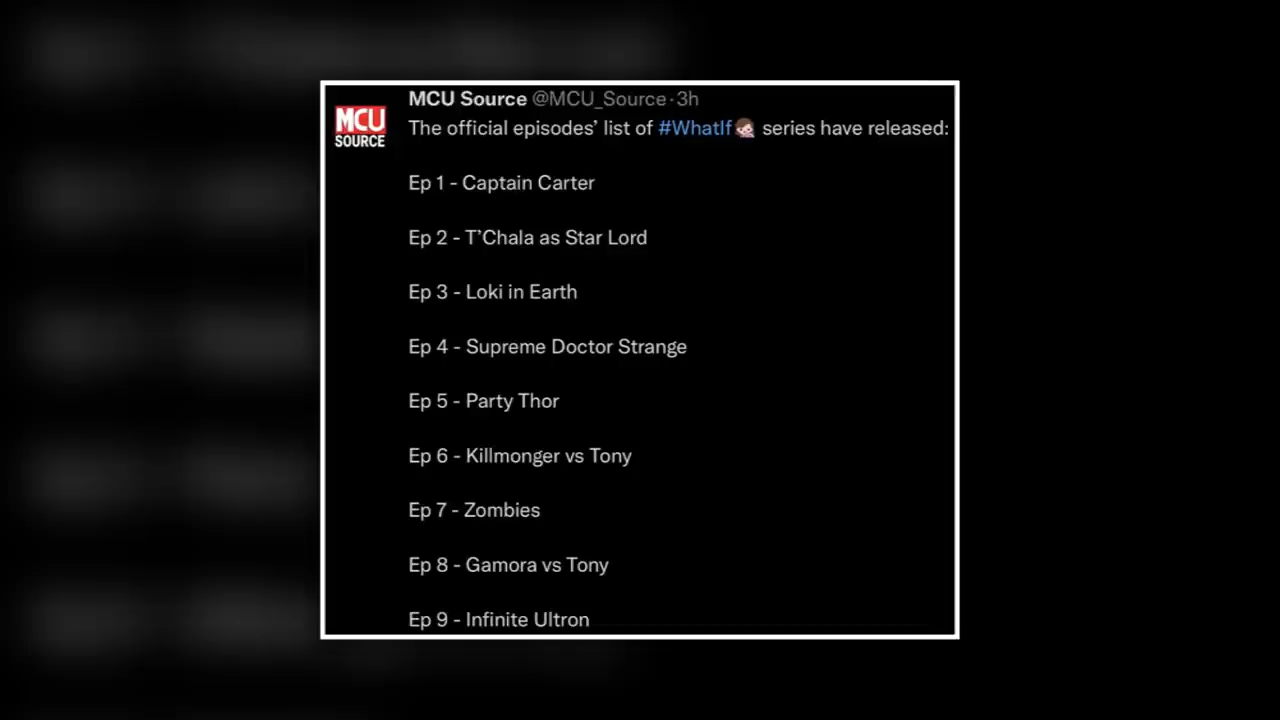 MCU SOURCE
MCU Source @MCU_Source·3h
The official episodes’ list of #WhatIf series have released:
Ep 1 - Captain Carter
Ep 2 - T’Chala as Star Lord
Ep 3 - Loki in Earth
Ep 4 - Supreme Doctor Strange
Ep 5 - Party Thor
Ep 6 - Killmonger vs Tony
Ep 7 - Zombies
Ep 8 - Gamora vs Tony
Ep 9 - Infinite Ultron